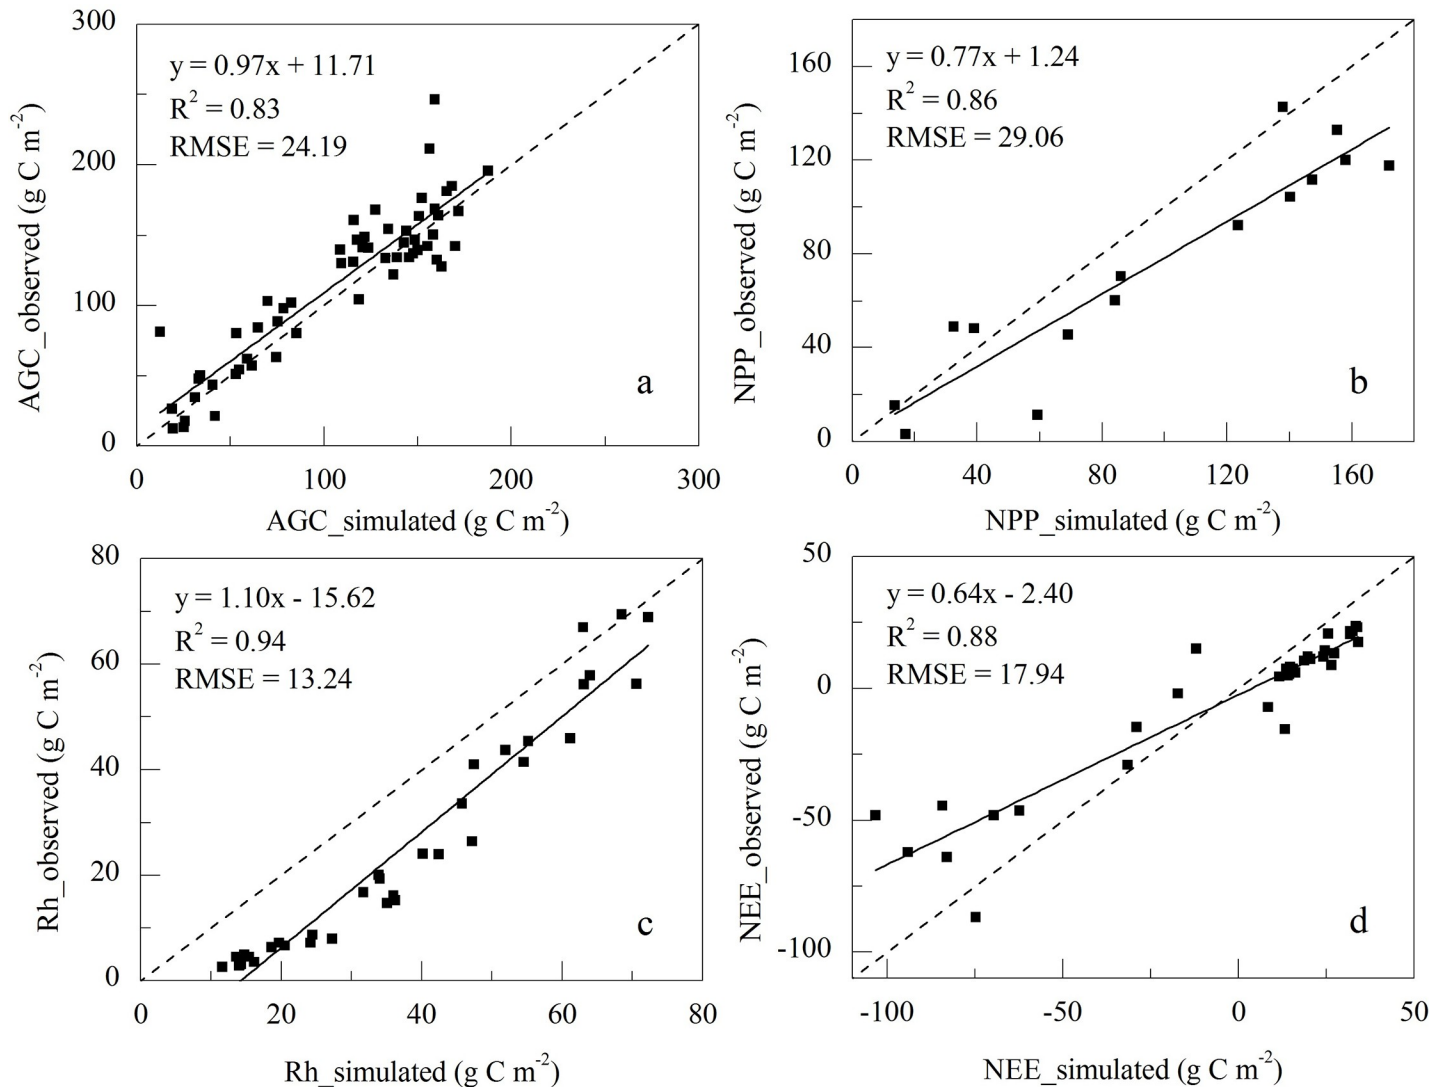 300
200
100
0
AGC_observed (g C m-2)
y = 0.97x + 11.71
R2 = 0.83
RMSE = 24.19
a
0
100
200
300
AGC_simulated (g C m-2)
160
120
80
40
0
NPP_observed (g C m-2)
y = 0.77x + 1.24
R2 = 0.86
RMSE = 29.06
b
0
40
80
120
160
NPP_simulated (g C m-2)
80
60
40
20
0
Rh_observed (g C m-2)
y = 1.10x - 15.62
R2 = 0.94
RMSE = 13.24
c
0
20
40
60
80
Rh_simulated (g C m-2)
50
0
-50
-100
NEE_observed (g C m-2)
y = 0.64x - 2.40
R2 = 0.88
RMSE = 17.94
d
-100
-50
0
50
NEE_simulated (g C m-2)